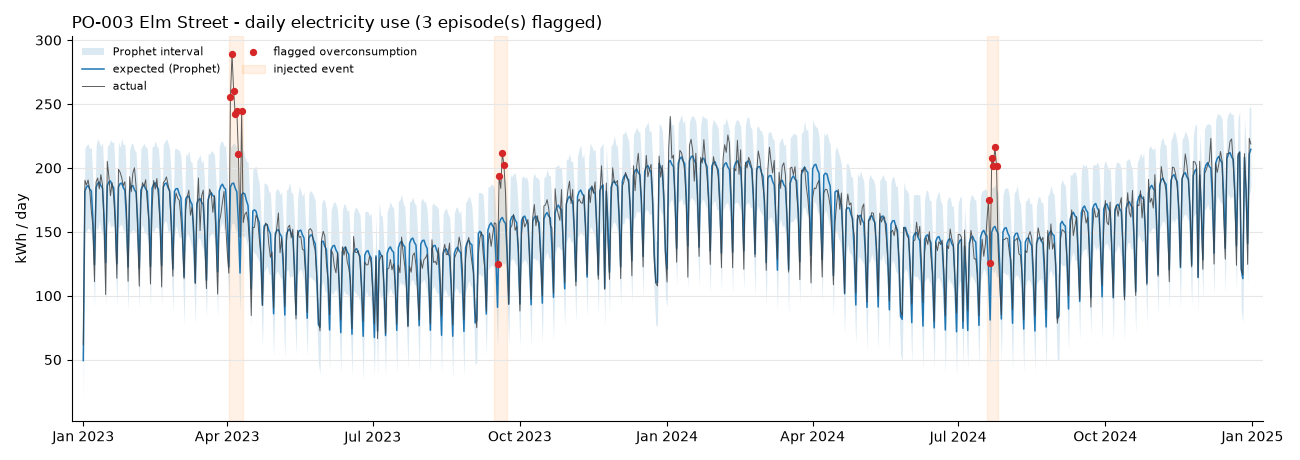 PO-003 Elm Street - daily electricity use (3 episode(s) flagged)
Prophet interval
expected (Prophet)
actual
flagged overconsumption
injected event
kWh / day
300
250
200
150
100
50
Jan 2023
Apr 2023
Jul 2023
Oct 2023
Jan 2024
Apr 2024
Jul 2024
Oct 2024
Jan 2025